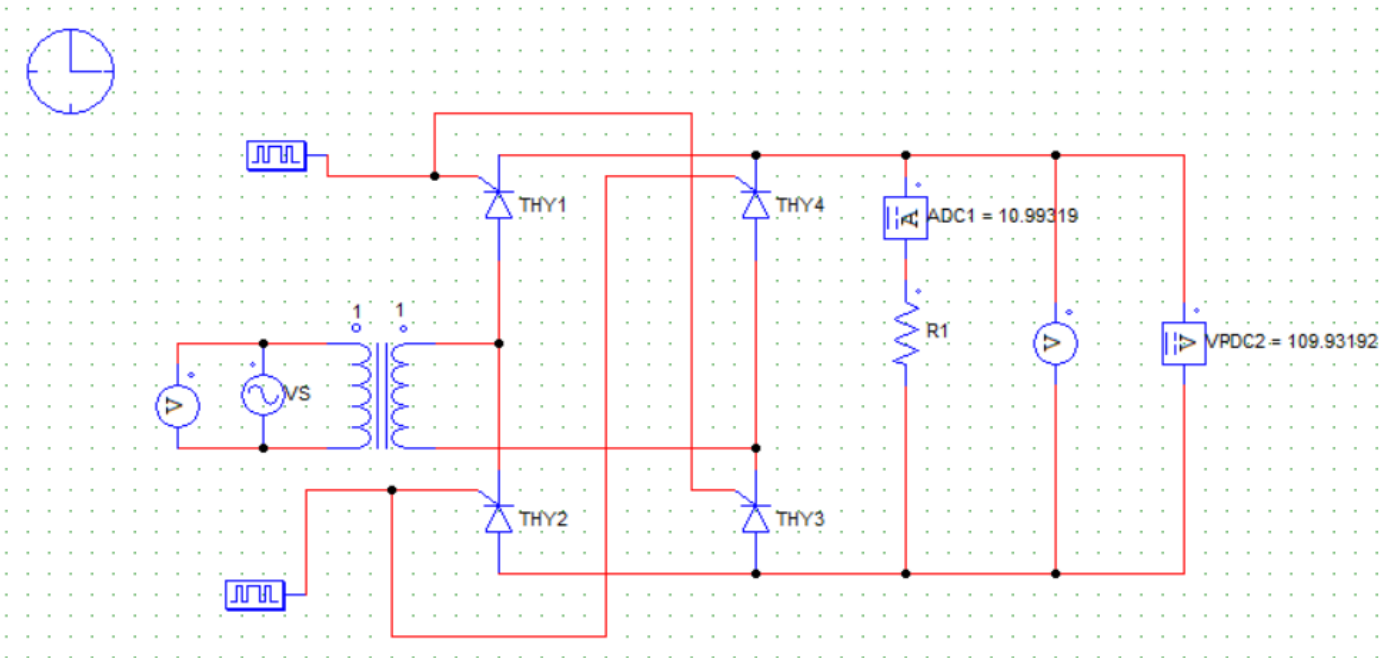 THY1
THY4
ADC1 = 10.99319
1 1
R1
V
V
VPDC2 = 109.93192
VS
V
THY2
THY3
A